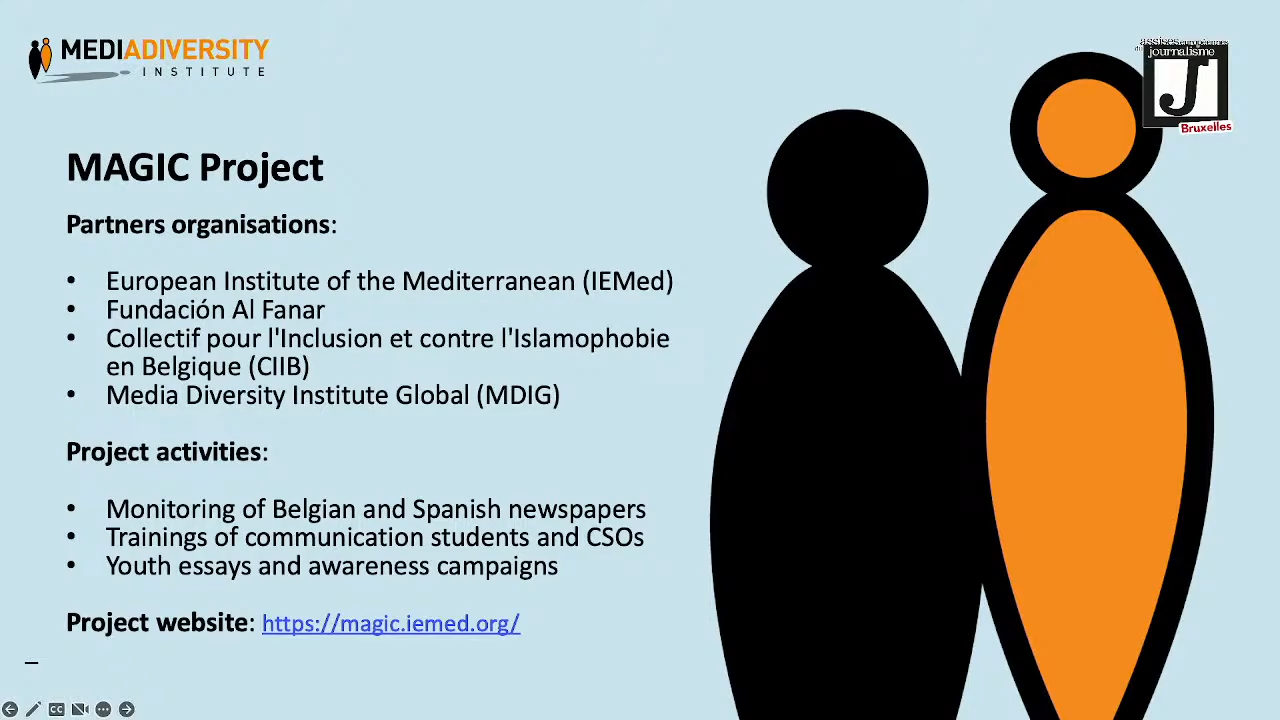 MEDIADIVERSITY
INSTITUTE
assises
journalisme
J
Bruxelles
MAGIC Project
Partners organisations:
• European Institute of the Mediterranean (IEMed)
• Fundación Al Fanar
• Collectif pour l'Inclusion et contre l'Islamophobie
en Belgique (CIIB)
• Media Diversity Institute Global (MDIG)
Project activities:
• Monitoring of Belgian and Spanish newspapers
• Trainings of communication students and CSOs
• Youth essays and awareness campaigns
Project website: https://magic.iemed.org/
–
CC